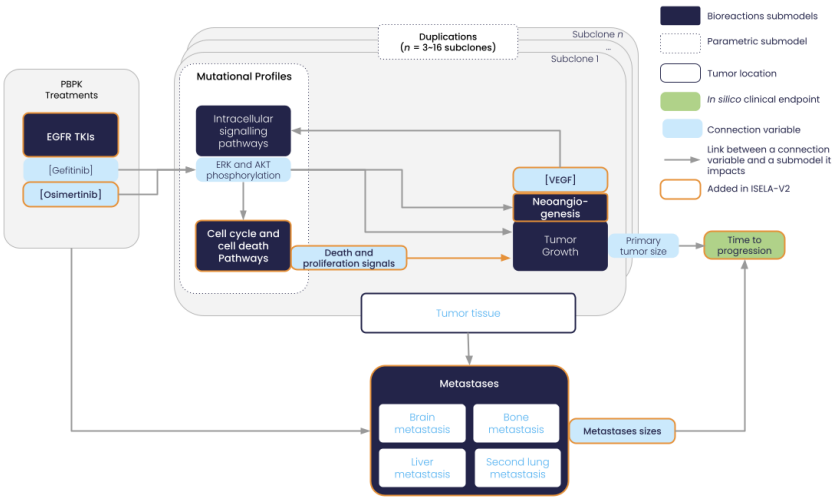 Subclone n
...
Subclone 1
Duplications
(n = 3-16 subclones)
PBPK
Treatments
EGFR TKIs
[Gefitinib]
[Osimertinib]
Mutational Profiles
Intracellular
signalling
pathways
ERK and AKT
phosphorylation
Cell cycle and
cell death
Pathways
Death and
proliferation signals
[VEGF]
Neoangio-
genesis
Tumor
Growth
Primary
tumor size
Time to
progression
Tumor tissue
Metastases
Brain
metastasis
Bone
metastasis
Liver
metastasis
Second lung
metastasis
Metastases sizes
Bioreactions submodels
Parametric submodel
Tumor location
In silico clinical endpoint
Connection variable
Link between a connection
variable and a submodel it
impacts
Added in ISELA-V2